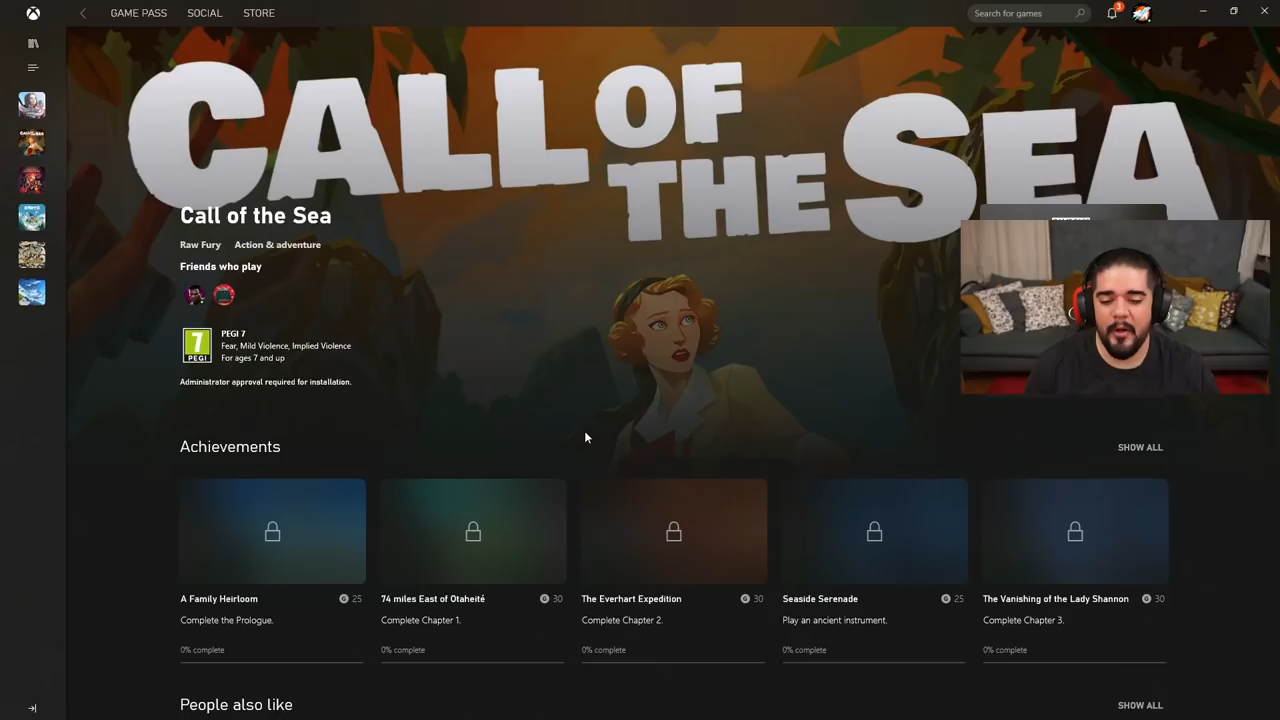 GAME PASS
SOCIAL
STORE
Search for games
3
CALL OF THE SEA
Call of the Sea
Raw Fury
Action & adventure
Friends who play
7
PEGI
PEGI 7
Fear, Mild Violence, Implied Violence
For ages 7 and up
Administrator approval required for installation.
Achievements
SHOW ALL
A Family Heirloom
G 25
Complete the Prologue.
0% complete
74 miles East of Otaheité
G 30
Complete Chapter 1.
0% complete
The Everhart Expedition
G 30
Complete Chapter 2.
0% complete
Seaside Serenade
G 25
Play an ancient instrument.
0% complete
The Vanishing of the Lady Shannon
G 30
Complete Chapter 3.
0% complete
People also like
SHOW ALL